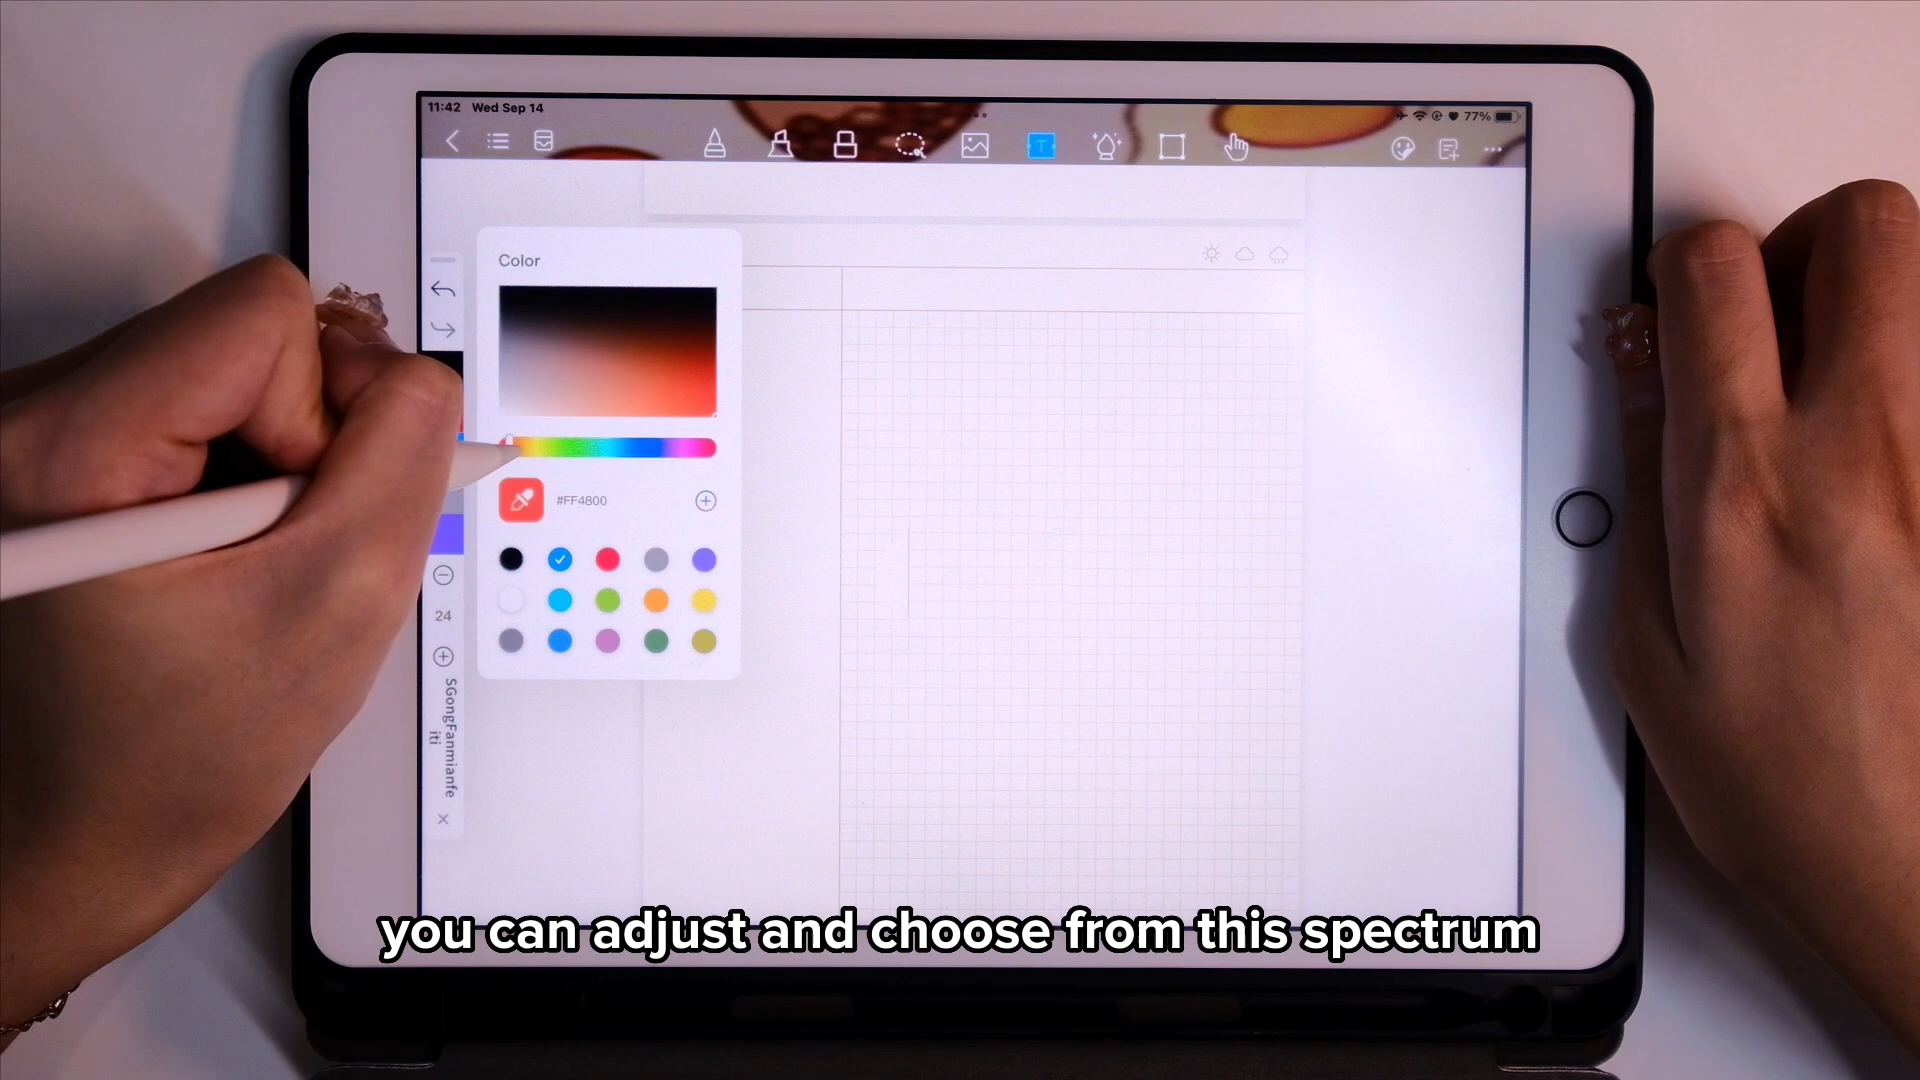 11:42 Wed Sep 14
77%
T
Color
#FF4800
24
SGongFanmianfe
iti
you can adjust and choose from this spectrum